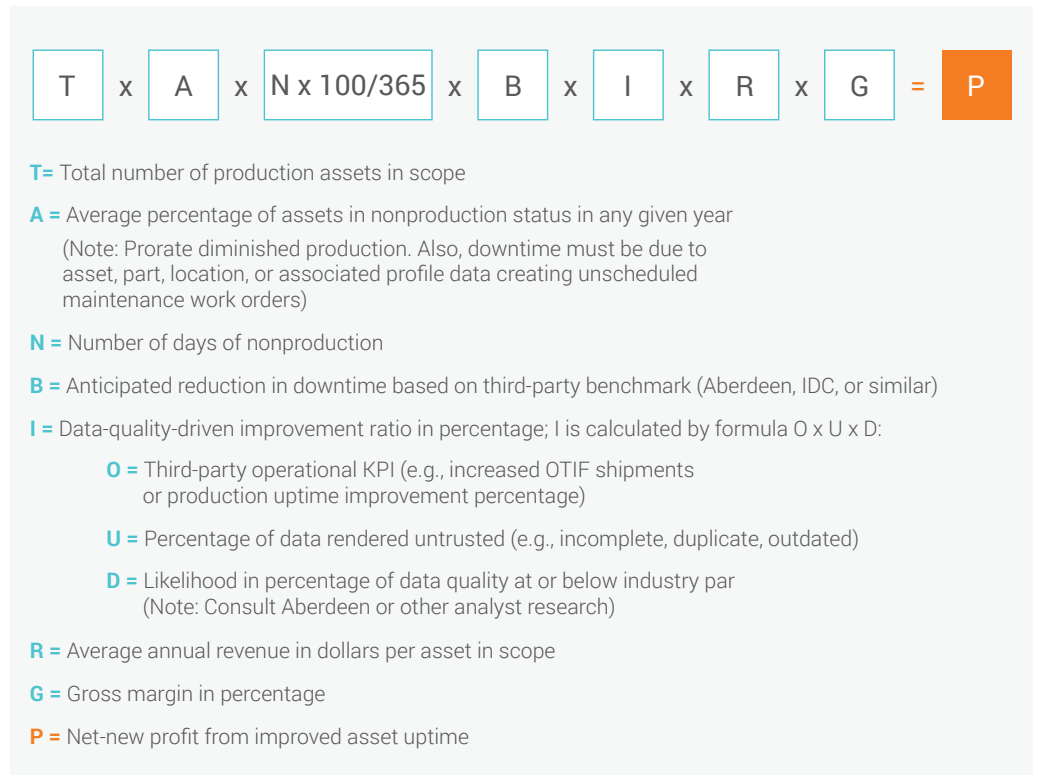 T x A x N x 100/365 x B x I x R x G = P
T= Total number of production assets in scope
A = Average percentage of assets in nonproduction status in any given year
(Note: Prorate diminished production. Also, downtime must be due to
asset, part, location, or associated profile data creating unscheduled
maintenance work orders)
N = Number of days of nonproduction
B = Anticipated reduction in downtime based on third-party benchmark (Aberdeen, IDC, or similar)
I = Data-quality-driven improvement ratio in percentage; I is calculated by formula O x U x D:
O = Third-party operational KPI (e.g., increased OTIF shipments
or production uptime improvement percentage)
U = Percentage of data rendered untrusted (e.g., incomplete, duplicate, outdated)
D = Likelihood in percentage of data quality at or below industry par
(Note: Consult Aberdeen or other analyst research)
R = Average annual revenue in dollars per asset in scope
G = Gross margin in percentage
P = Net-new profit from improved asset uptime